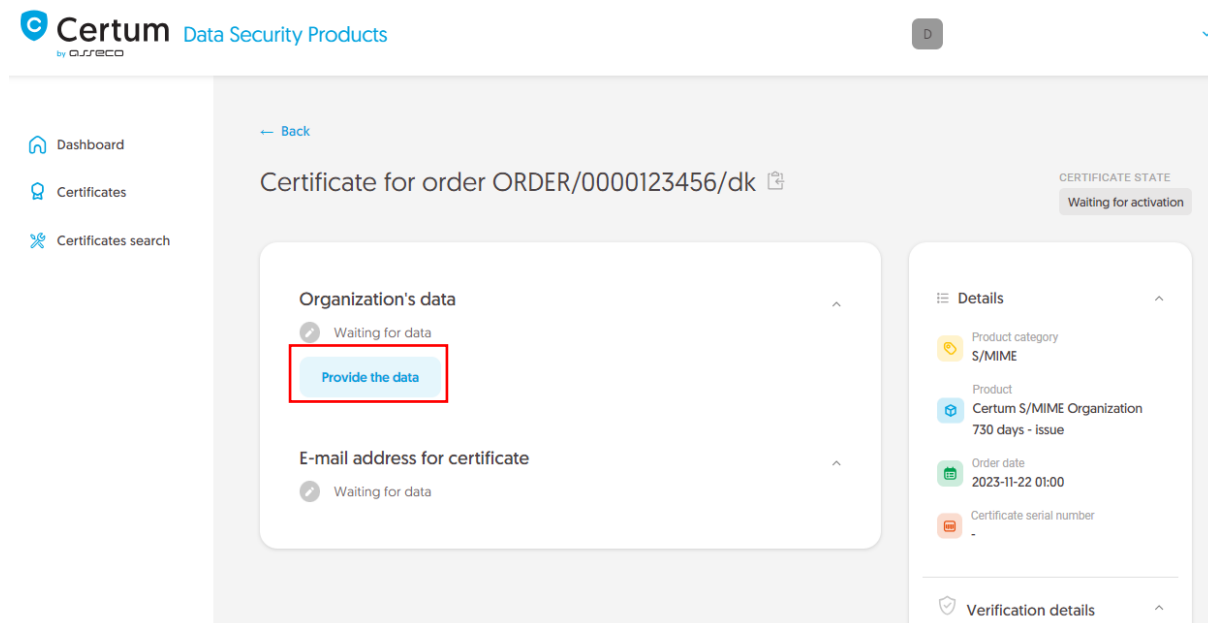 Certum Data Security Products
by asseco
D
Dashboard
Certificates
Certificates search
← Back
Certificate for order ORDER/0000123456/dk
CERTIFICATE STATE
Waiting for activation
Organization's data
Waiting for data
Provide the data
E-mail address for certificate
Waiting for data
Details
Product category
S/MIME
Product
Certum S/MIME Organization
730 days - issue
Order date
2023-11-22 01:00
Certificate serial number
-
Verification details